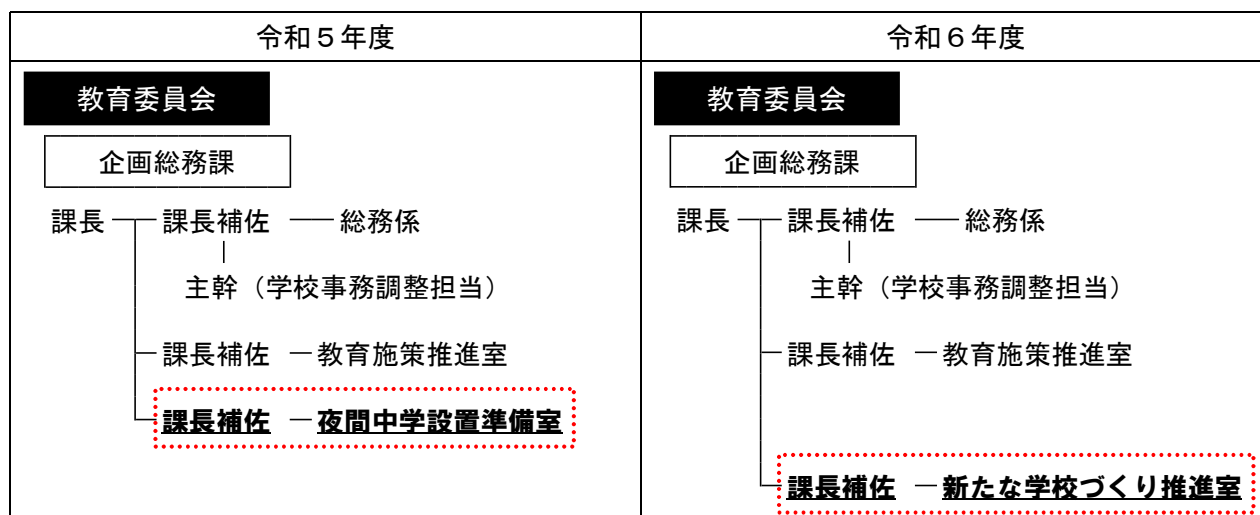 令和５年度
教育委員会
企画総務課
課長 課長補佐 総務係
主幹（学校事務調整担当）
課長補佐 教育施策推進室
課長補佐 夜間中学設置準備室
令和６年度
教育委員会
企画総務課
課長 課長補佐 総務係
主幹（学校事務調整担当）
課長補佐 教育施策推進室
課長補佐 新たな学校づくり推進室